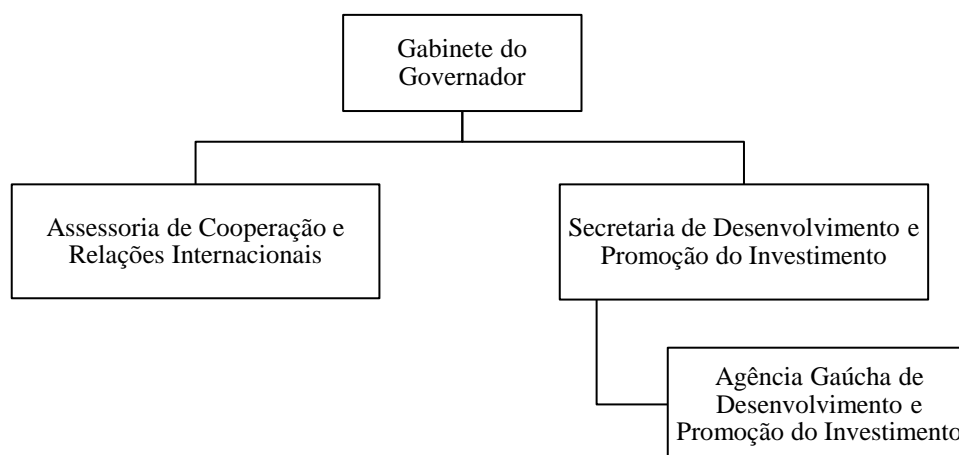 Gabinete do
Governador
Assessoria de Cooperação e
Relações Internacionais
Secretaria de Desenvolvimento e
Promoção do Investimento
Agência Gaúcha de
Desenvolvimento e
Promoção do Investimento